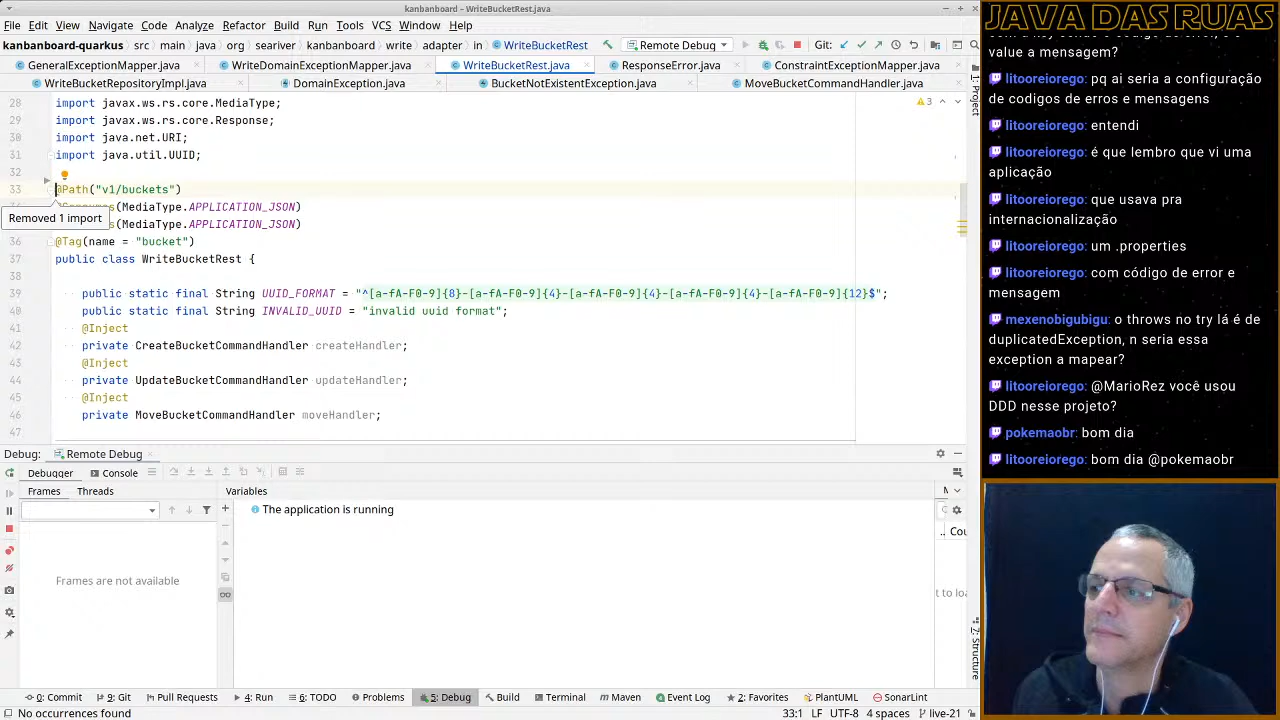 kanbanboard – WriteBucketRest.java
File Edit View Navigate Code Analyze Refactor Build Run Tools VCS Window Help
kanbanboard-quarkus src main java org seariver kanbanboard write adapter in WriteBucketRest Remote Debug Git:
GeneralExceptionMapper.java WriteDomainExceptionMapper.java WriteBucketRest.java ResponseError.java ConstraintExceptionMapper.java
WriteBucketRepositoryImpl.java DomainException.java BucketNotExistentException.java MoveBucketCommandHandler.java
28 import javax.ws.rs.core.MediaType;
29 import javax.ws.rs.core.Response;
30 import java.net.URI;
31 import java.util.UUID;
32
33 @Path("v1/buckets")
(MediaType.APPLICATION_JSON)
Removed 1 import
(MediaType.APPLICATION_JSON)
36 @Tag(name = "bucket")
37 public class WriteBucketRest {
38
39 public static final String UUID_FORMAT = "^[a-fA-F0-9]{8}-[a-fA-F0-9]{4}-[a-fA-F0-9]{4}-[a-fA-F0-9]{4}-[a-fA-F0-9]{12}$";
40 public static final String INVALID_UUID = "invalid uuid format";
41 @Inject
42 private CreateBucketCommandHandler createHandler;
43 @Inject
44 private UpdateBucketCommandHandler updateHandler;
45 @Inject
46 private MoveBucketCommandHandler moveHandler;
47
3
1: Project
Debug: Remote Debug
Debugger Console
Frames Threads Variables
The application is running
Frames are not available
Cou
t to loa
7: Structure
0: Commit 9: Git Pull Requests 4: Run 6: TODO Problems 5: Debug Build Terminal Maven Event Log 2: Favorites PlantUML SonarLint
No occurrences found 33:1 LF UTF-8 4 spaces live-21
JAVA DAS RUAS
value a mensagem?
litooreiorego: pq ai seria a configuração
de codigos de erros e mensagens
litooreiorego: entendi
litooreiorego: é que lembro que vi uma
aplicação
litooreiorego: que usava pra
internacionalização
litooreiorego: um .properties
litooreiorego: com código de error e
mensagem
mexenobigubigu: o throws no try lá é de
duplicatedException, n seria essa
exception a mapear?
litooreiorego: @MarioRez você usou
DDD nesse projeto?
pokemaobr: bom dia
litooreiorego: bom dia @pokemaobr